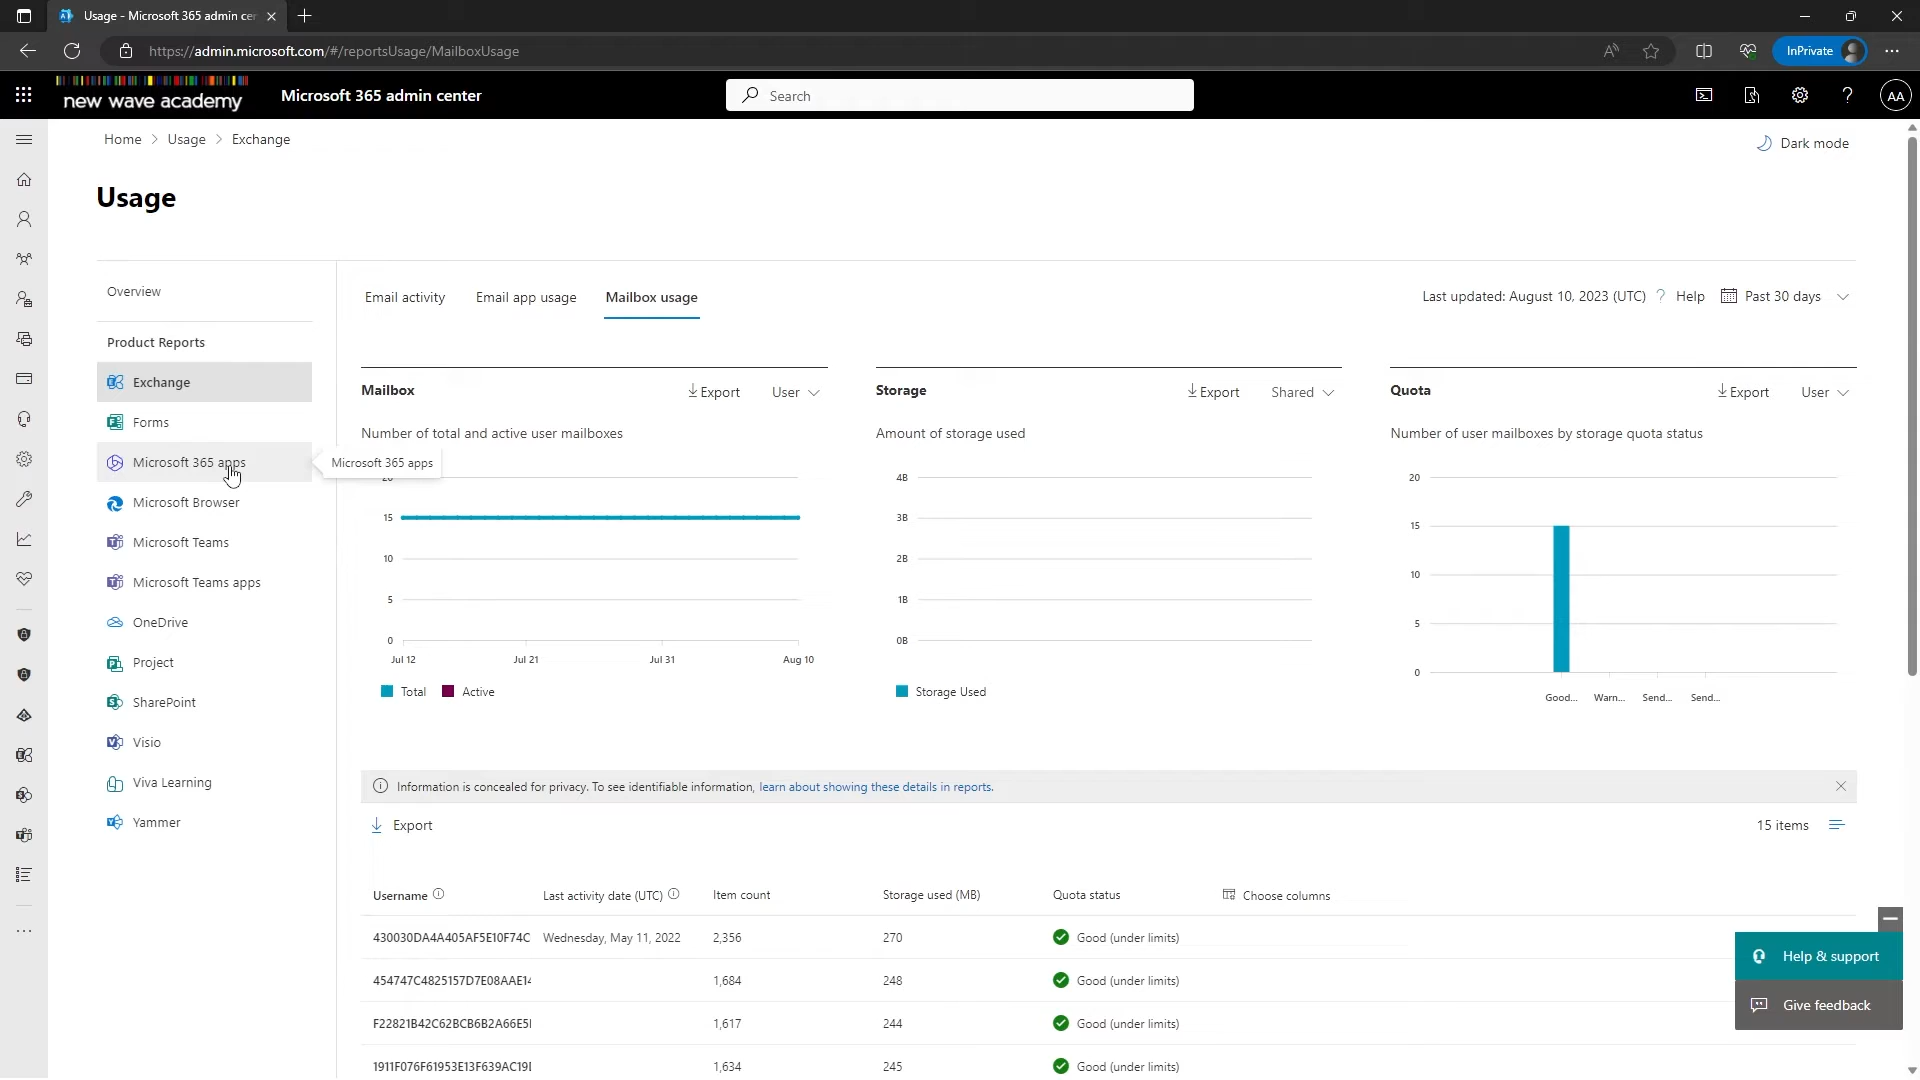 Usage - Microsoft 365 admin cer
https://admin.microsoft.com/#/reportsUsage/MailboxUsage
InPrivate
new wave academy
Microsoft 365 admin center
Search
AA
Home > Usage > Exchange
Dark mode
Usage
Overview
Product Reports
Exchange
Forms
Microsoft 365 apps
Microsoft Browser
Microsoft Teams
Microsoft Teams apps
OneDrive
Project
SharePoint
Visio
Viva Learning
Yammer
Microsoft 365 apps
Email activity
Email app usage
Mailbox usage
Last updated: August 10, 2023 (UTC)
? Help
Past 30 days
Mailbox
Export
User
Number of total and active user mailboxes
20
15
10
5
0
Jul 12
Jul 21
Jul 31
Aug 10
Total
Active
Storage
Export
Shared
Amount of storage used
4B
3B
2B
1B
0B
Storage Used
Quota
Export
User
Number of user mailboxes by storage quota status
20
15
10
5
0
Good...
Warn...
Send...
Send...
Information is concealed for privacy. To see identifiable information, learn about showing these details in reports.
Export
15 items
Username
Last activity date (UTC)
Item count
Storage used (MB)
Quota status
Choose columns
430030DA4A405AF5E10F74C
Wednesday, May 11, 2022
2,356
270
Good (under limits)
454747C4825157D7E08AAE14
1,684
248
Good (under limits)
F22821B42C62BCB6B2A66E5
1,617
244
Good (under limits)
1911F076F61953E13F639AC19
1,634
245
Good (under limits)
Help & support
Give feedback